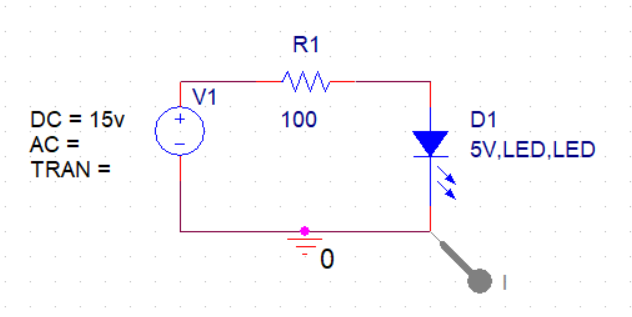 R1
V1
DC = 15v
AC =
TRAN =
100
D1
5V,LED,LED
0
I